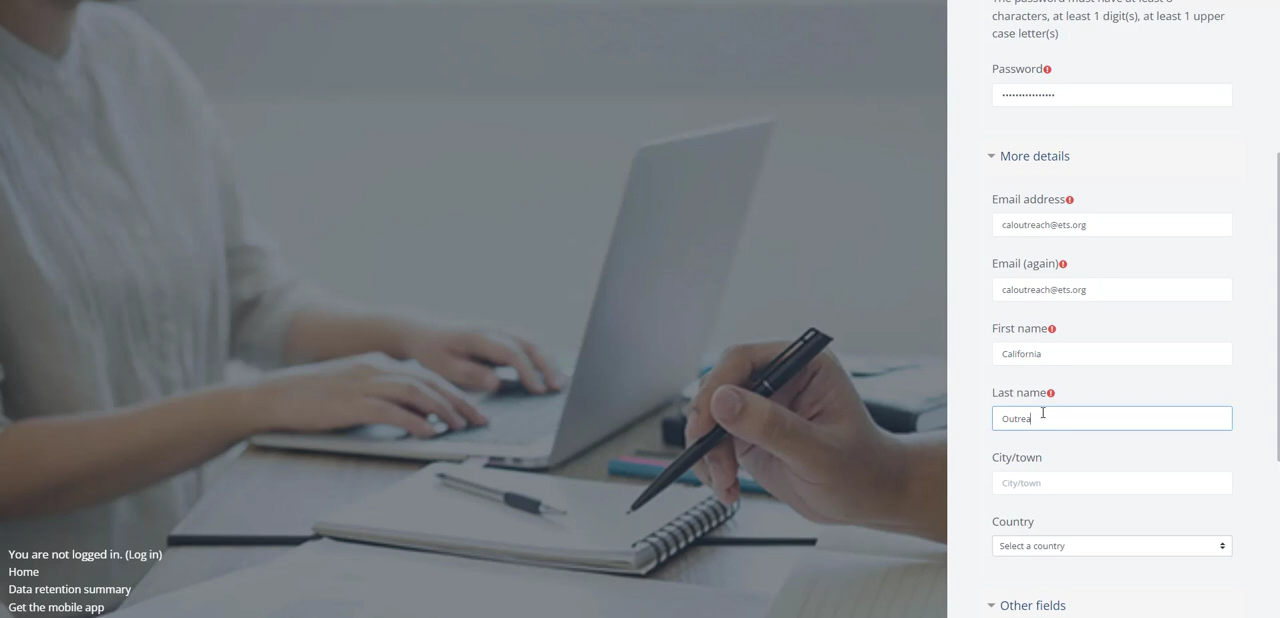 characters, at least 1 digit(s), at least 1 upper
case letter(s)
Password
••••••••••••••••
More details
Email address
caloutreach@ets.org
Email (again)
caloutreach@ets.org
First name
California
Last name
Outrea
City/town
City/town
Country
Select a country
Other fields
You are not logged in. (Log in)
Home
Data retention summary
Get the mobile app